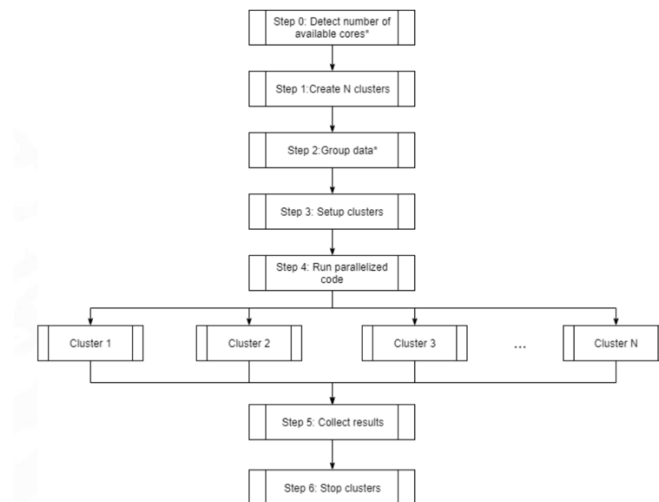 Step 0: Detect number of
available cores*
Step 1:Create N clusters
Step 2:Group data*
Step 3: Setup clusters
Step 4: Run parallelized
code
Cluster 1
Cluster 2
Cluster 3
...
Cluster N
Step 5: Collect results
Step 6: Stop clusters